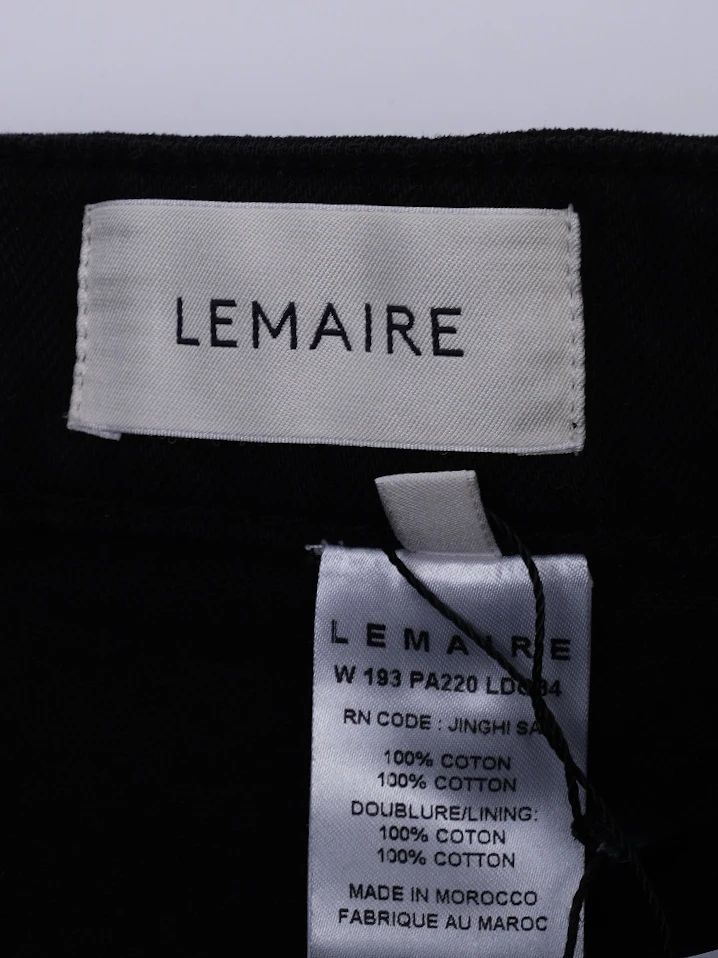 LEMAIRE
LEMAIRE
W 193 PA220
RN CODE : JINGHI
100% COTON
100% COTTON
DOUBLURE/LINING:
100% COTON
100% COTTON
MADE IN MOROCCO
FABRIQUE AU MAROC